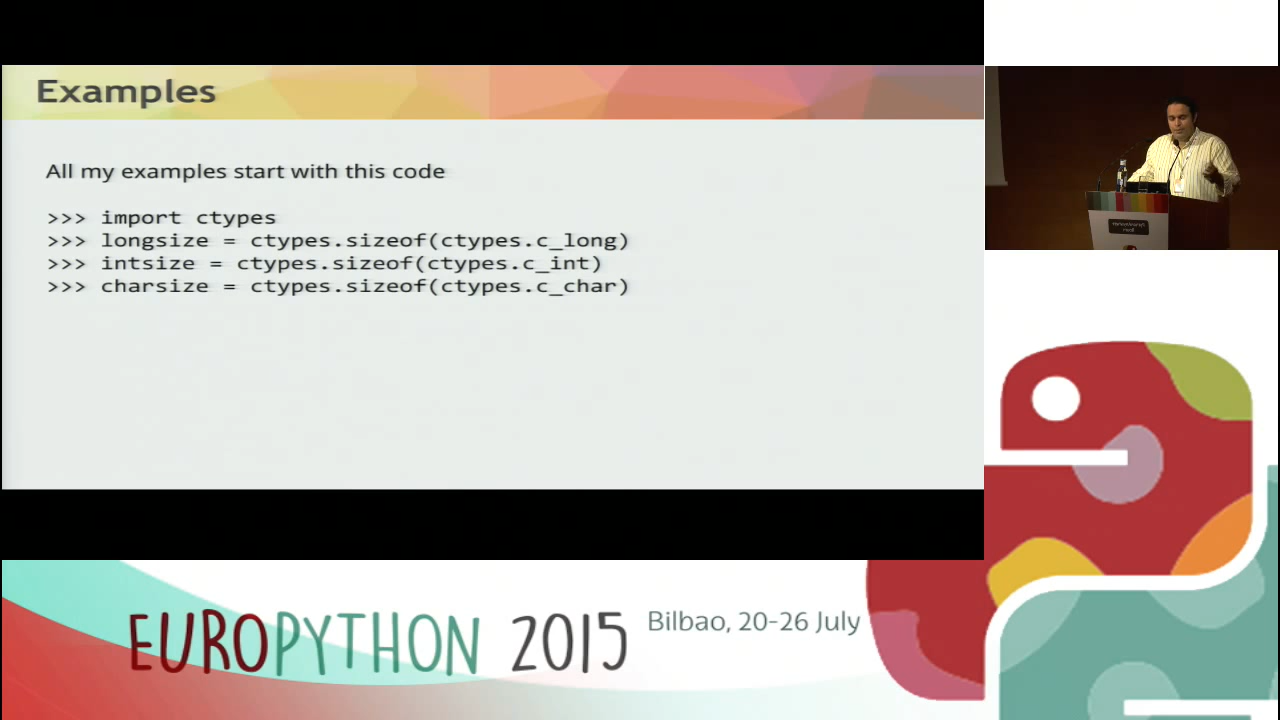 Examples
All my examples start with this code
>>> import ctypes
>>> longsize = ctypes.sizeof(ctypes.c_long)
>>> intsize = ctypes.sizeof(ctypes.c_int)
>>> charsize = ctypes.sizeof(ctypes.c_char)
EUROPYTHON 2015
Bilbao, 20-26 July